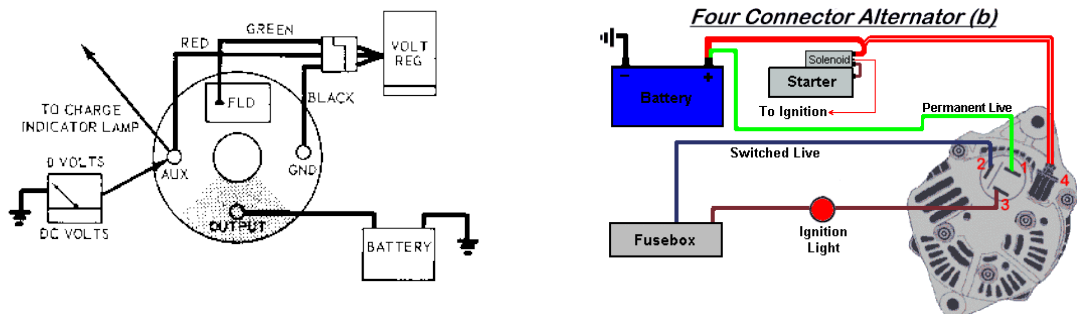 GREEN
RED
VOLT
REG
FLD
BLACK
TO CHARGE
INDICATOR LAMP
0 VOLTS
AUX
GND
DC VOLTS
OUTPUT
BATTERY
Four Connector Alternator (b)
Solenoid
Starter
- +
Battery
To Ignition
Permanent Live
Switched Live
2 1 4
3
Fusebox
Ignition
Light